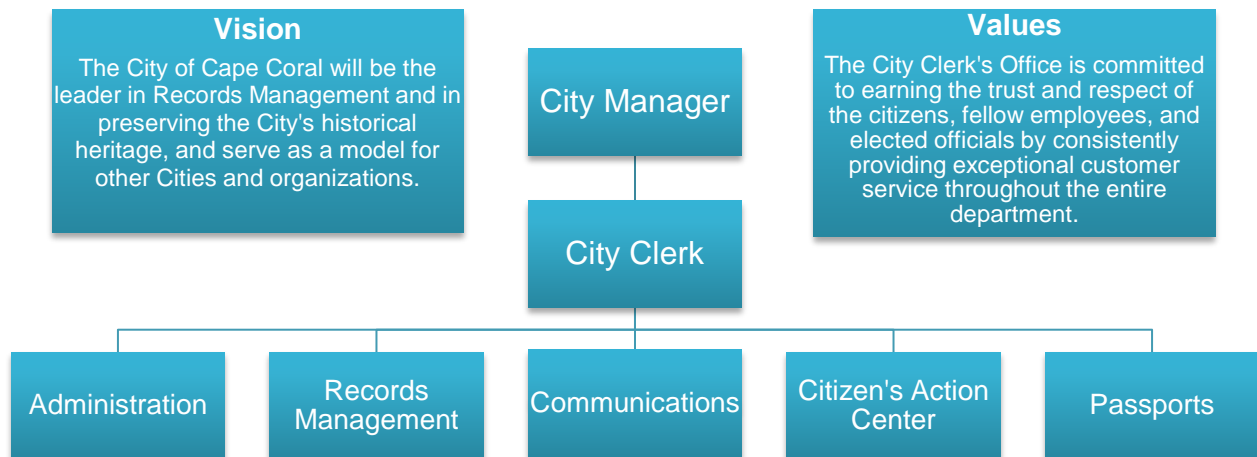 Vision
The City of Cape Coral will be the
leader in Records Management and in
preserving the City's historical
heritage, and serve as a model for
other Cities and organizations.
City Manager
Values
The City Clerk's Office is committed
to earning the trust and respect of
the citizens, fellow employees, and
elected officials by consistently
providing exceptional customer
service throughout the entire
department.
City Clerk
Administration
Records
Management
Communications
Citizen's Action
Center
Passports